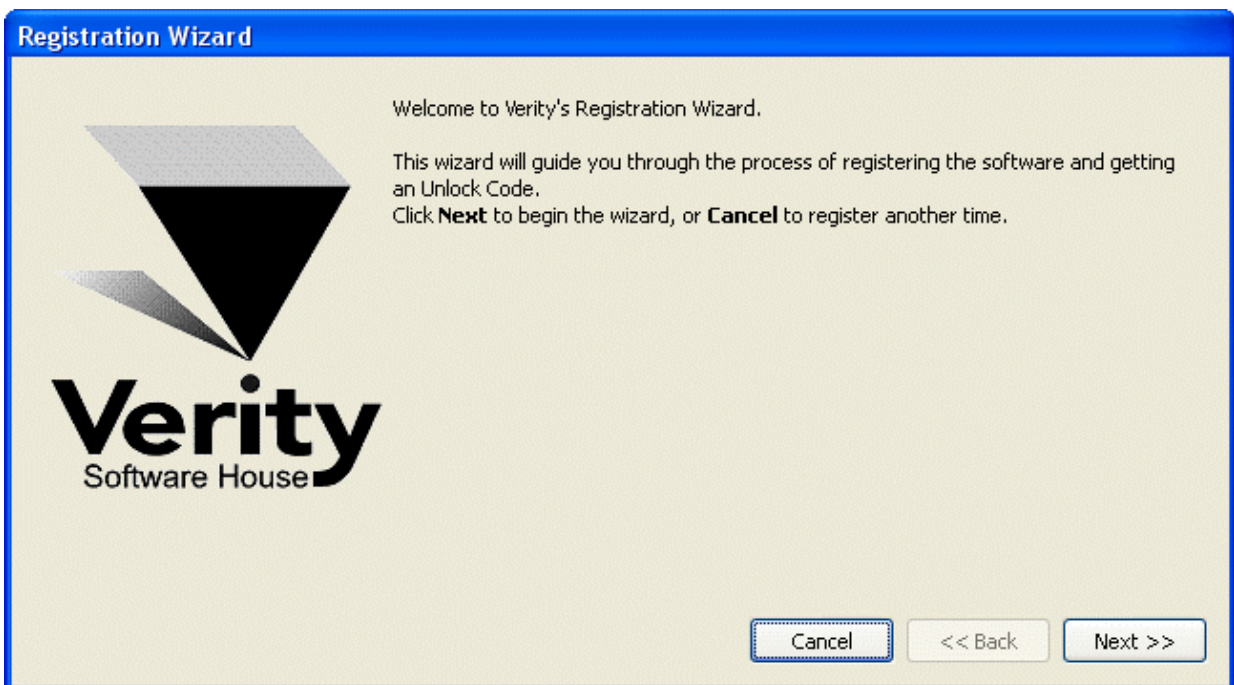 Registration Wizard
Welcome to Verity's Registration Wizard.
This wizard will guide you through the process of registering the software and getting
an Unlock Code.
Click Next to begin the wizard, or Cancel to register another time.
Verity
Software House
Cancel
<< Back
Next >>